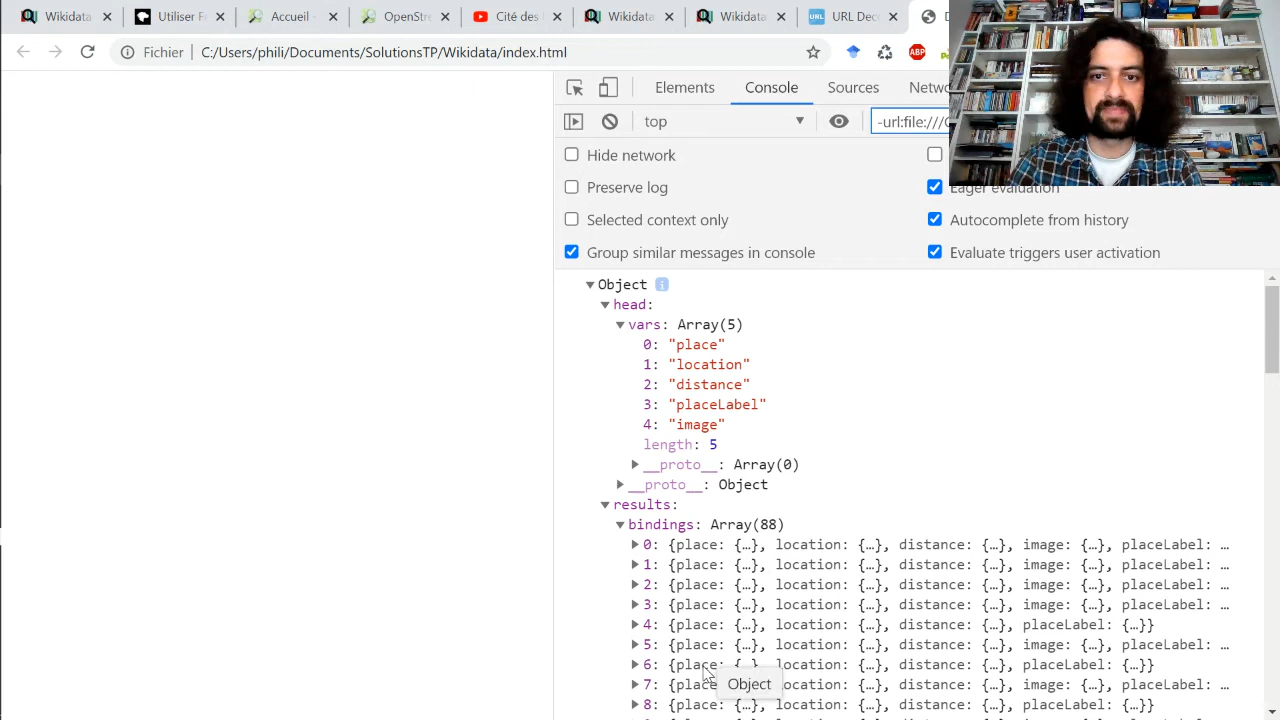 Wikidata
Utiliser F
Accue
OpenStre
Cité des
Wikidata
Wikidata
URL Dec
D
Fichier C:/Users/phili/Documents/SolutionsTP/Wikidata/index.html
ABP
Elements Console Sources Netwo
top -url:file:///C
Hide network
Preserve log Eager evaluation
Selected context only Autocomplete from history
Group similar messages in console Evaluate triggers user activation
▼Object i
▼head:
▼vars: Array(5)
0: "place"
1: "location"
2: "distance"
3: "placeLabel"
4: "image"
length: 5
▶__proto__: Array(0)
▶__proto__: Object
▼results:
▼bindings: Array(88)
▶0: {place: {…}, location: {…}, distance: {…}, image: {…}, placeLabel: …
▶1: {place: {…}, location: {…}, distance: {…}, image: {…}, placeLabel: …
▶2: {place: {…}, location: {…}, distance: {…}, image: {…}, placeLabel: …
▶3: {place: {…}, location: {…}, distance: {…}, image: {…}, placeLabel: …
▶4: {place: {…}, location: {…}, distance: {…}, placeLabel: {…}}
▶5: {place: {…}, location: {…}, distance: {…}, image: {…}, placeLabel: …
▶6: {place: {…}, location: {…}, distance: {…}, placeLabel: {…}}
▶7: {place Object ocation: {…}, distance: {…}, image: {…}, placeLabel: …
▶8: {place: {…}, location: {…}, distance: {…}, placeLabel: {…}}